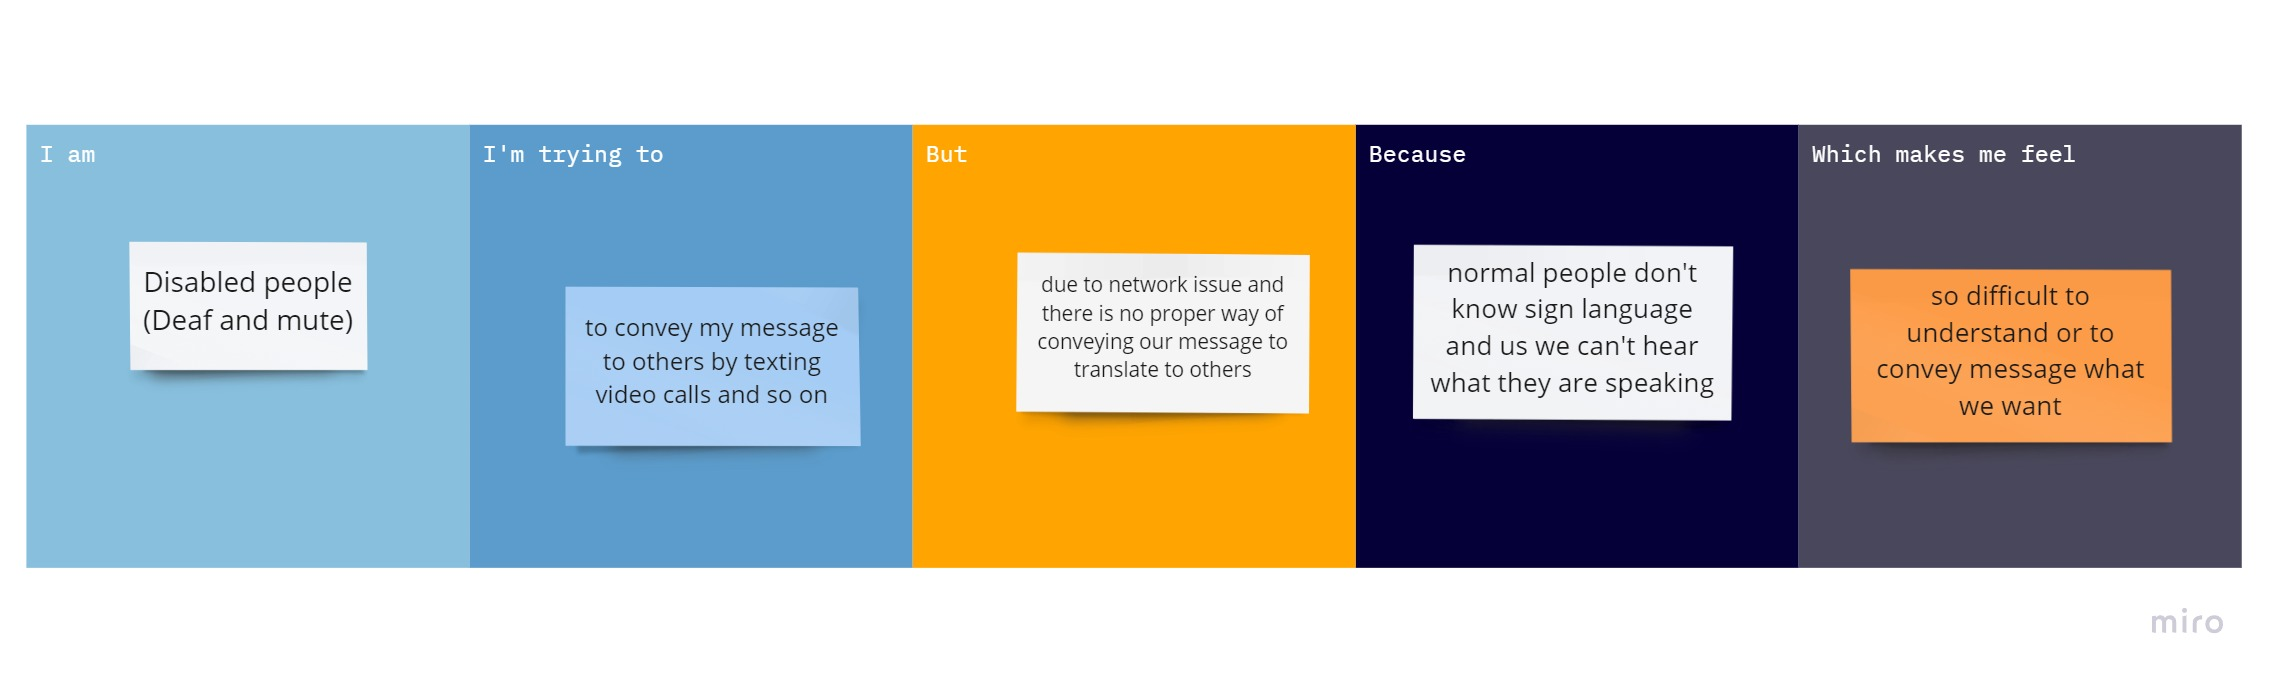 I am
Disabled people
(Deaf and mute)
I'm trying to
to convey my message
to others by texting
video calls and so on
But
due to network issue and
there is no proper way of
conveying our message to
translate to others
Because
normal people don't
know sign language
and us we can't hear
what they are speaking
Which makes me feel
so difficult to
understand or to
convey message what
we want
miro